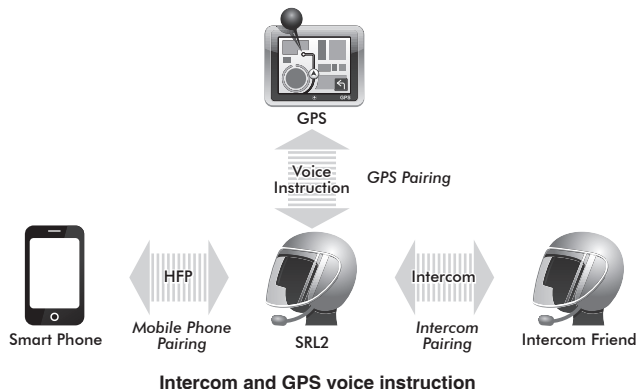 GPS
GPS
Voice
Instruction
GPS Pairing
HFP
Intercom
Mobile Phone
Pairing
Intercom
Pairing
Smart Phone
SRL2
Intercom Friend
Intercom and GPS voice instruction